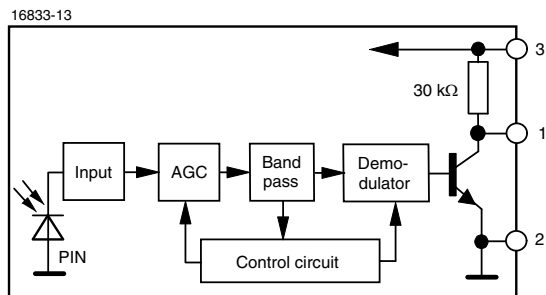 16833-13
3
30 kΩ
1
Input
AGC
Band
pass
Demo-
dulator
2
PIN
Control circuit